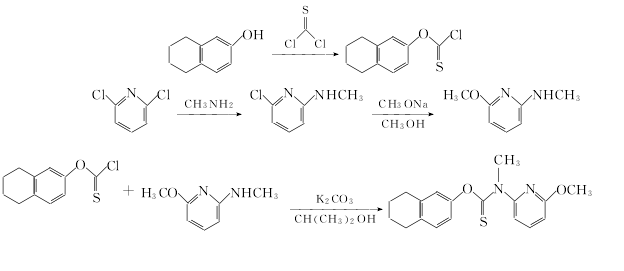 OH
S
Cl Cl
O Cl
S
Cl N Cl
CH3NH2
Cl N NHCH3
CH3ONa
CH3OH
H3CO N NHCH3
O Cl
S
+
H3CO N NHCH3
K2CO3
CH(CH3)2OH
CH3
O N N OCH3
S